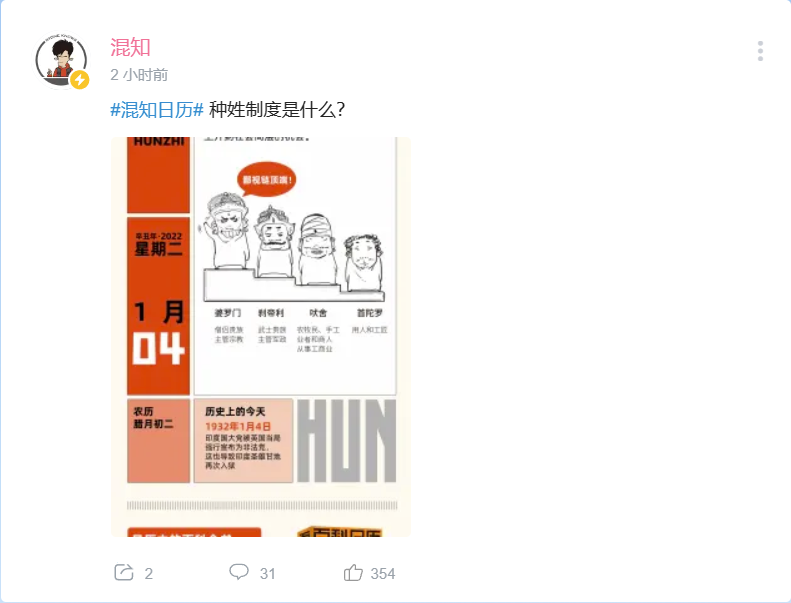 混知
2 小时前
#混知日历# 种姓制度是什么?
HUNZHI
鄙视链顶端!
辛丑年·2022
星期二
1 月
04
婆罗门 刹帝利 吠舍 首陀罗
僧侣贵族
主管宗教
武士贵族
主管军政
农牧民、手工
业者和商人
从事工商业
用人和工匠
农历
腊月初二
历史上的今天
1932年1月4日
印度国大党被英国当局
强行宣布为非法党,
这也导致印度圣雄甘地
再次入狱
HUN
百科日历
2 31 354